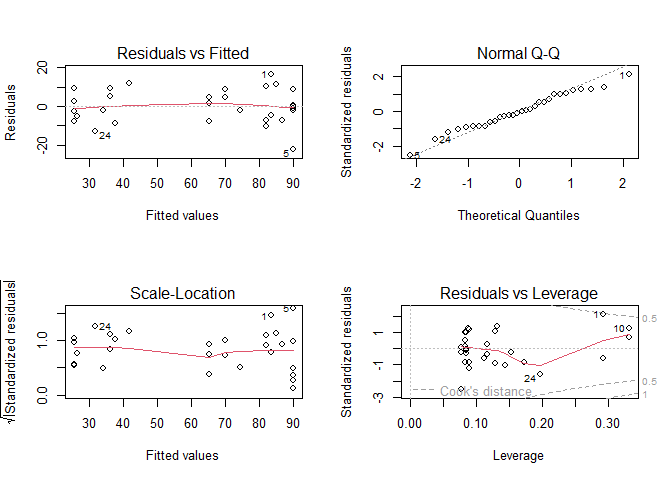 Residuals vs Fitted
Residuals
20
0
-20
1
24
5
30 40 50 60 70 80 90
Fitted values
Normal Q-Q
Standardized residuals
2
0
-2
1
24
5
-2 -1 0 1 2
Theoretical Quantiles
Scale-Location
√|Standardized residuals|
1.0
0.0
24
1
5
30 40 50 60 70 80 90
Fitted values
Residuals vs Leverage
Standardized residuals
1
-1
-3
1
10
24
0.5
0.5
1
Cook's distance
0.00 0.10 0.20 0.30
Leverage